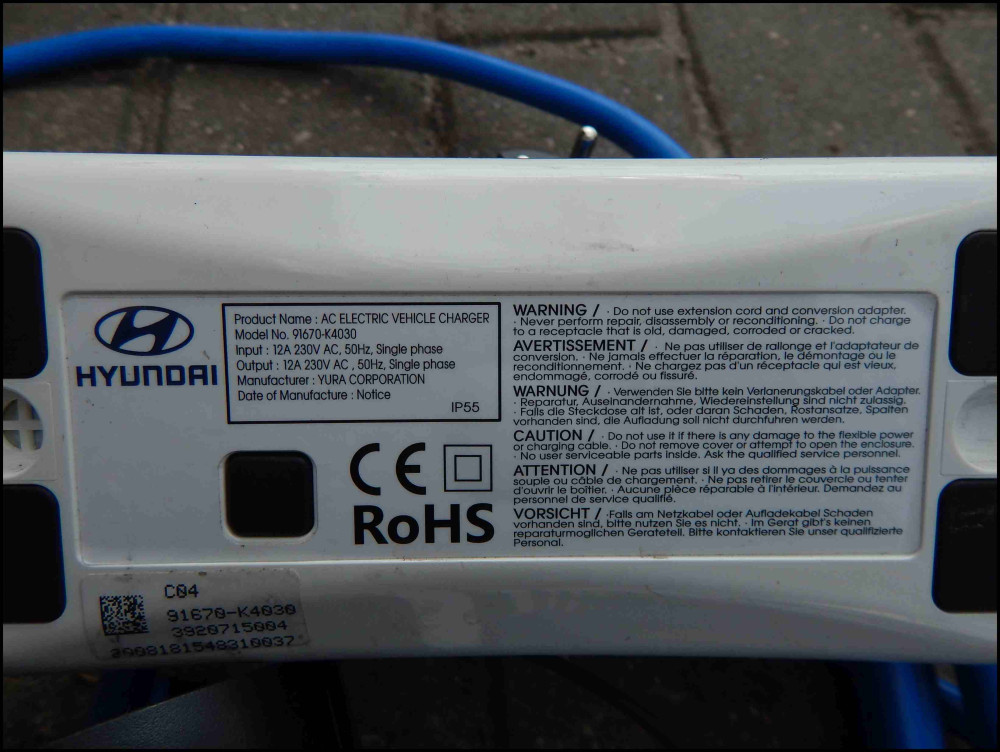 HYUNDAI
Product Name : AC ELECTRIC VEHICLE CHARGER
Model No. 91670-K4030
Input : 12A 230V AC, 50Hz, Single phase
Output : 12A 230V AC , 50Hz, Single phase
Manufacturer : YURA CORPORATION
Date of Manufacture : Notice
IP55
CE
RoHS
WARNING / · Do not use extension cord and conversion adapter.
· Never perform repair, disassembly or reconditioning. · Do not charge
to a receptacle that is old, damaged, corroded or cracked.
AVERTISSEMENT / · Ne pas utiliser de rallonge et l'adaptateur de
conversion. · Ne jamais effectuer la réparation, le démontage ou le
reconditionnement. · Ne chargez pas d'un réceptacle qui est vieux,
endommagé, corrodé ou fissuré.
WARNUNG / · Verwenden Sie bitte kein Verlanerungskabel oder Adapter.
· Reparatur, Auseinandernahme, Wiedereinstellung sind nicht zulassig.
· Falls die Steckdose alt ist, oder daran Schaden, Rostansatze, Spalten
vorhanden sind, die Aufladung soll nicht durchführen werden.
CAUTION / · Do not use it if there is any damage to the flexible power
or charging cable. · Do not remove cover or attempt to open the enclosure.
· No user serviceable parts inside. Ask the qualified service personnel.
ATTENTION / · Ne pas utiliser si il ya des dommages à la puissance
souple ou câble de chargement. · Ne pas retirer le couvercle ou tenter
d'ouvrir le boîtier. · Aucune pièce réparable à l'intérieur. Demandez au
personnel de service qualifié.
VORSICHT / ·Falls am Netzkabel oder Aufladekabel Schaden
vorhanden sind, bitte nutzen Sie es nicht. · Im Gerat gibt's keinen
reparaturmoglichen Gerateteil. Bitte kontaktieren Sie unser qualifizierte
Personal.
C04
91670-K4030
3920715004
3908181548310037